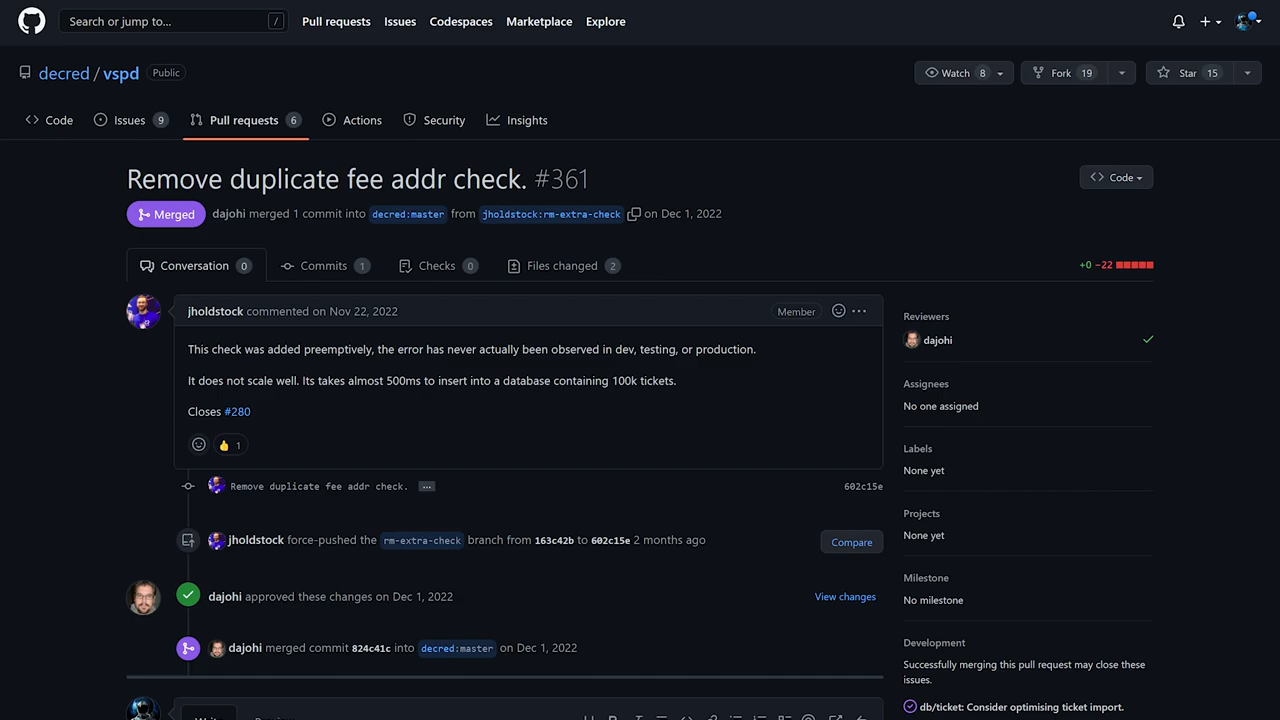 Search or jump to... /
Pull requests Issues Codespaces Marketplace Explore
decred / vspd Public
Watch 8 Fork 19 Star 15
Code Issues 9 Pull requests 6 Actions Security Insights
Remove duplicate fee addr check. #361
Code
Merged dajohi merged 1 commit into decred:master from jholdstock:rm-extra-check on Dec 1, 2022
Conversation 0 Commits 1 Checks 0 Files changed 2
+0 −22
jholdstock commented on Nov 22, 2022 Member
This check was added preemptively, the error has never actually been observed in dev, testing, or production.
It does not scale well. Its takes almost 500ms to insert into a database containing 100k tickets.
Closes #280
1
Remove duplicate fee addr check. ... 602c15e
jholdstock force-pushed the rm-extra-check branch from 163c42b to 602c15e 2 months ago Compare
dajohi approved these changes on Dec 1, 2022 View changes
dajohi merged commit 824c41c into decred:master on Dec 1, 2022
Reviewers
dajohi
Assignees
No one assigned
Labels
None yet
Projects
None yet
Milestone
No milestone
Development
Successfully merging this pull request may close these
issues.
db/ticket: Consider optimising ticket import.